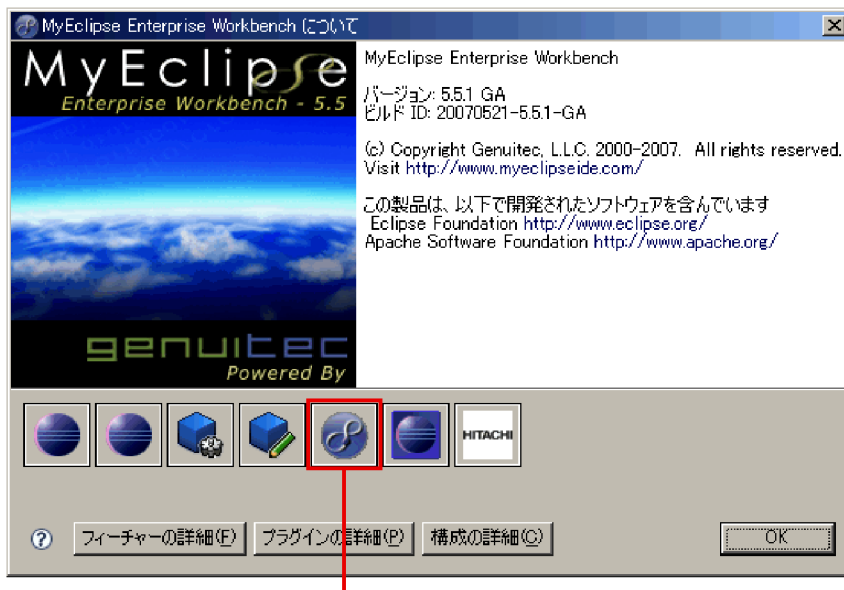 MyEclipse Enterprise Workbench について
MyEclipse
Enterprise Workbench - 5.5
genuitec
Powered By
MyEclipse Enterprise Workbench
バージョン: 5.5.1 GA
ビルド ID: 20070521-5.5.1-GA
(c) Copyright Genuitec, L.L.C. 2000-2007. All rights reserved.
Visit http://www.myeclipseide.com/
この製品は、以下で開発されたソフトウェアを含んでいます
Eclipse Foundation http://www.eclipse.org/
Apache Software Foundation http://www.apache.org/
HITACHI
フィーチャーの詳細(F) プラグインの詳細(P) 構成の詳細(C) OK